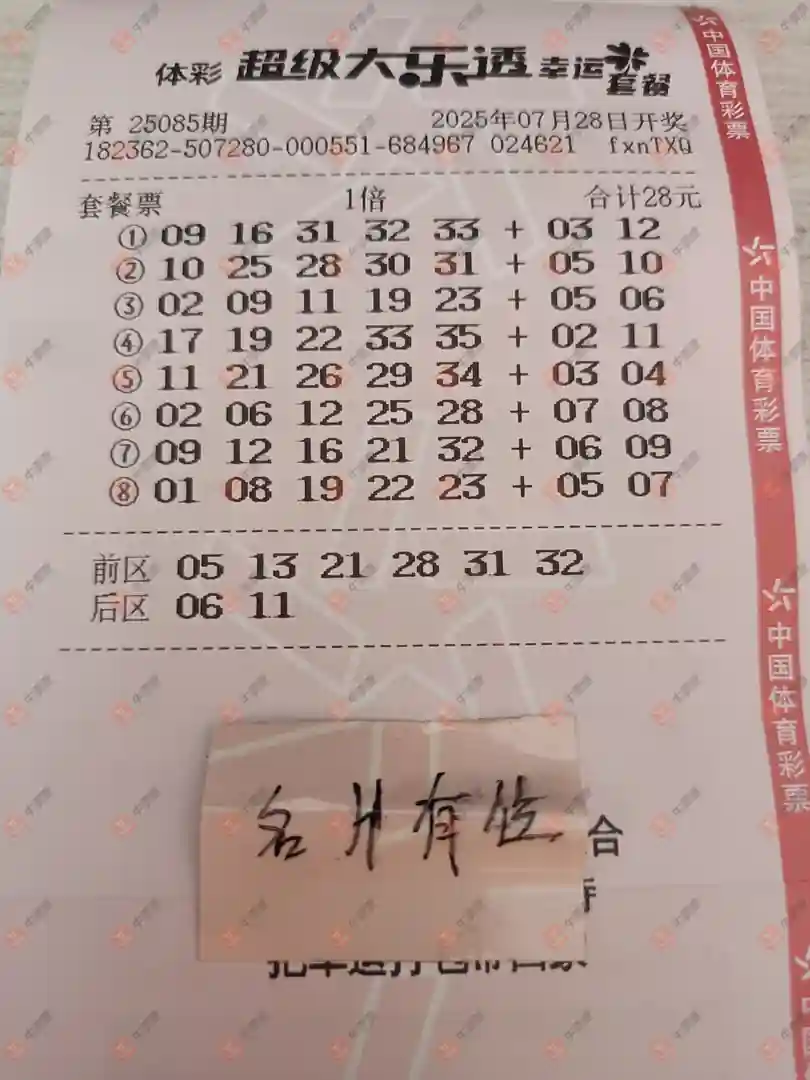 体彩 超级大乐透 幸运 套餐
第 25085期 2025年07月28日开奖
182362-507280-000551-684967 024621 fxnTXQ
套餐票 1倍 合计28元
① 09 16 31 32 33 + 03 12
② 10 25 28 30 31 + 05 10
③ 02 09 11 19 23 + 05 06
④ 17 19 22 33 35 + 02 11
⑤ 11 21 26 29 34 + 03 04
⑥ 02 06 12 25 28 + 07 08
⑦ 09 12 16 21 32 + 06 09
⑧ 01 08 19 22 23 + 05 07
前区 05 13 21 28 31 32
后区 06 11
名片有位
合
中国体育彩票
中国体育彩票
中国体育彩票